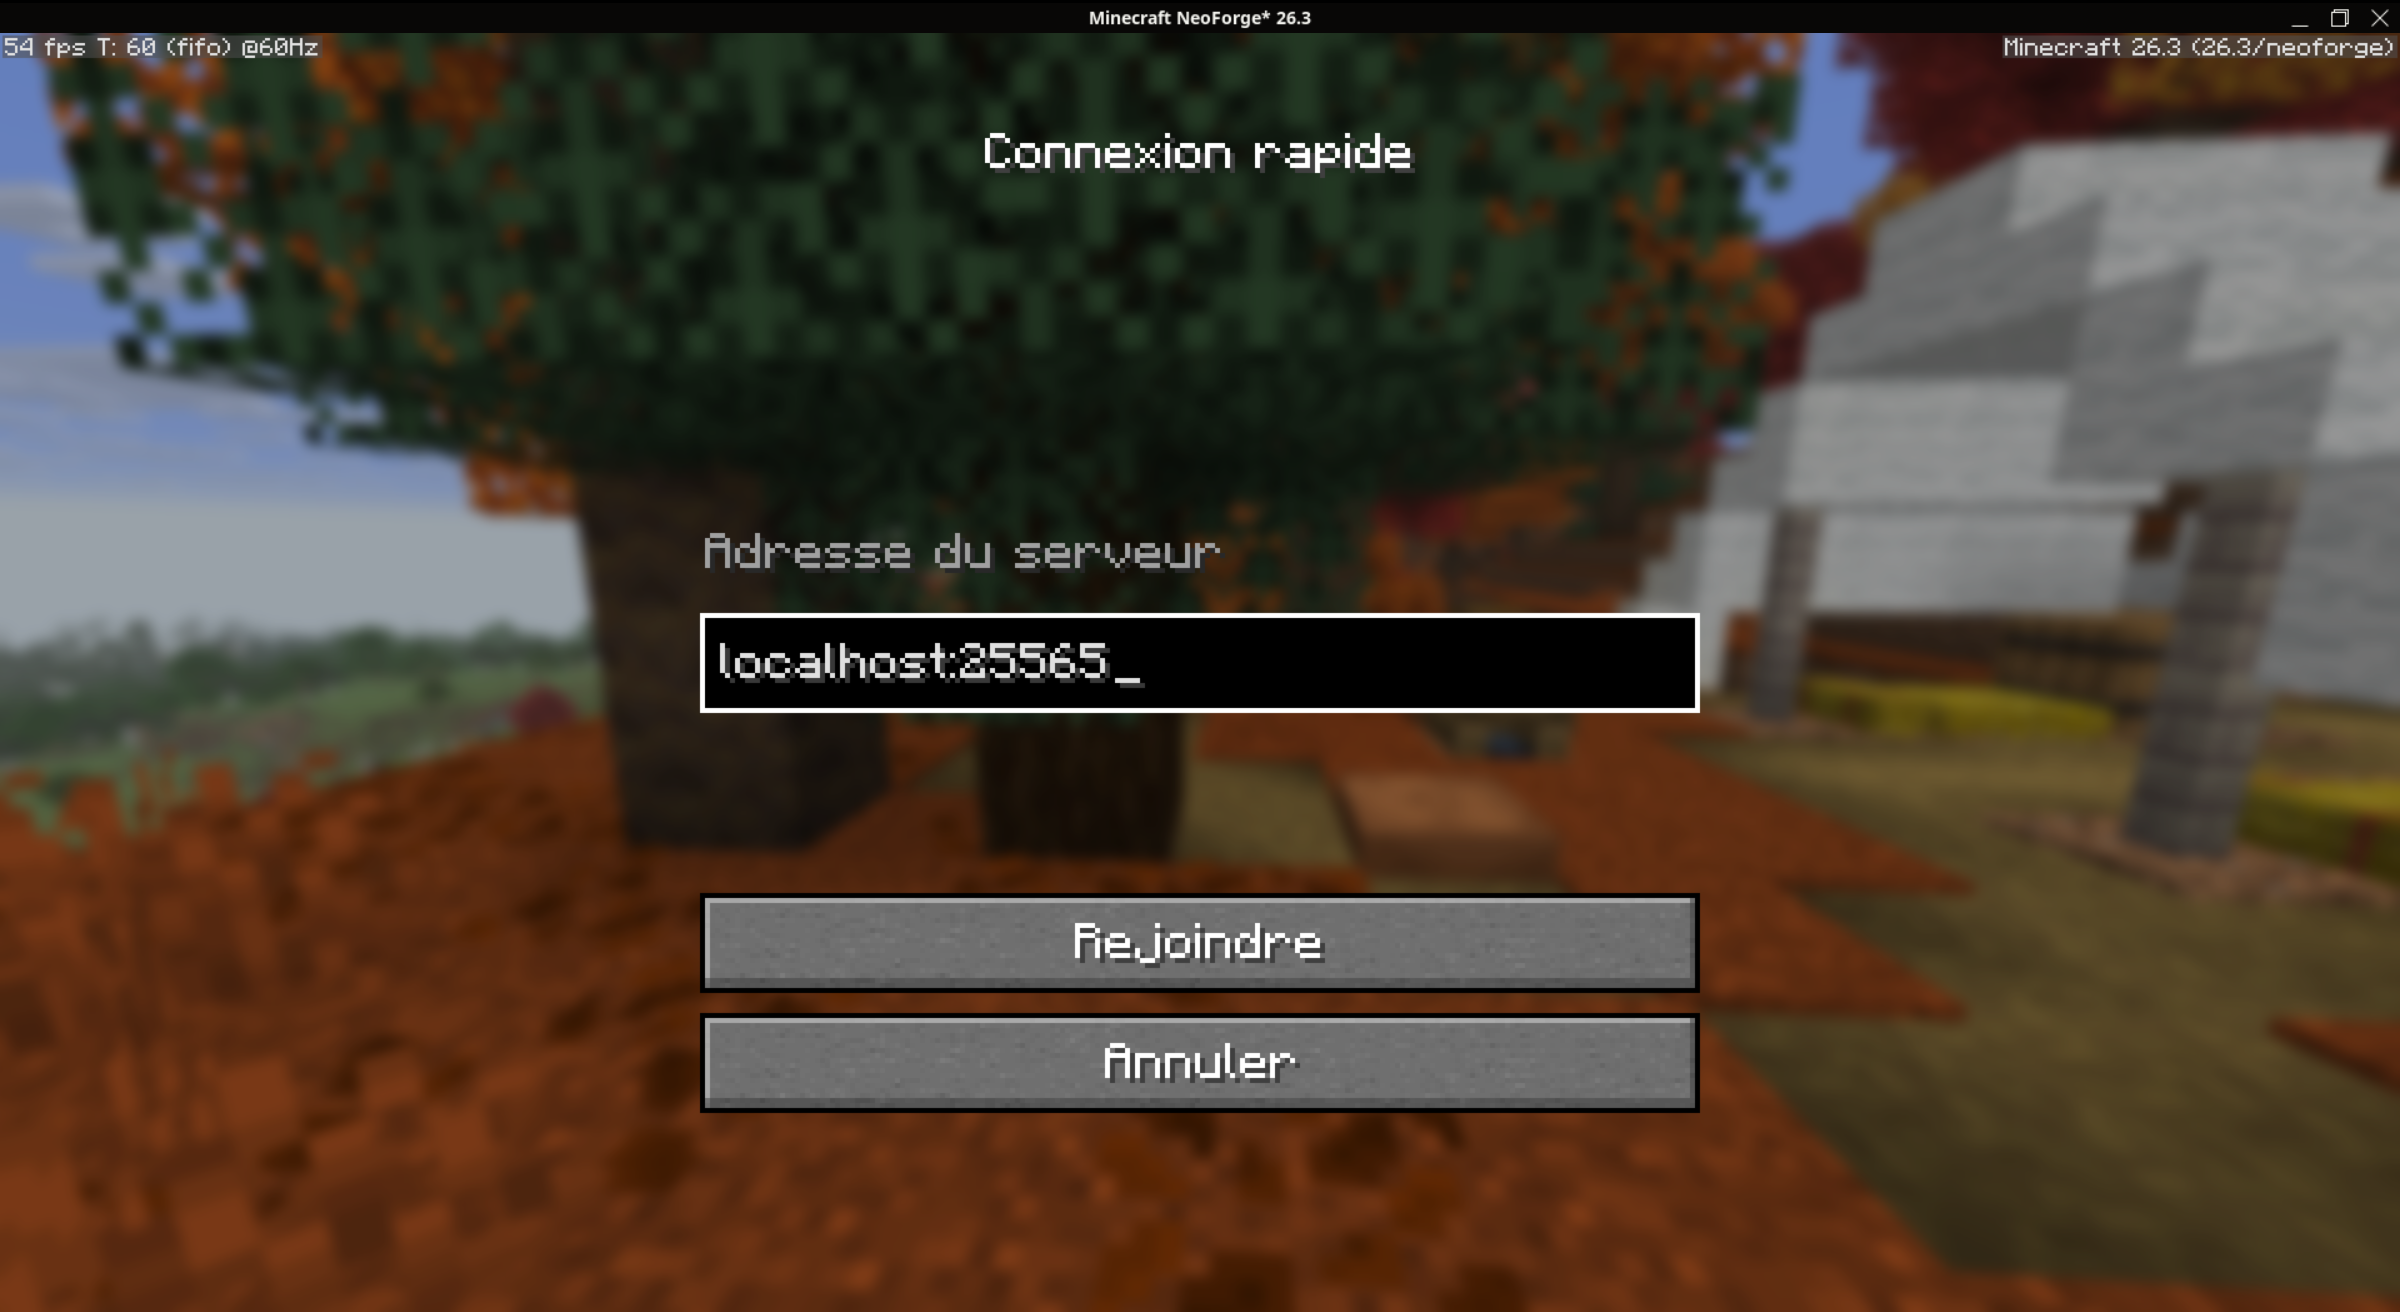 Minecraft NeoForge* 26.3
54 fps T: 60 (fifo) @60Hz
Minecraft 26.3 (26.3/neoforge)
Connexion rapide
Adresse du serveur
localhost:25565_
Rejoindre
Annuler